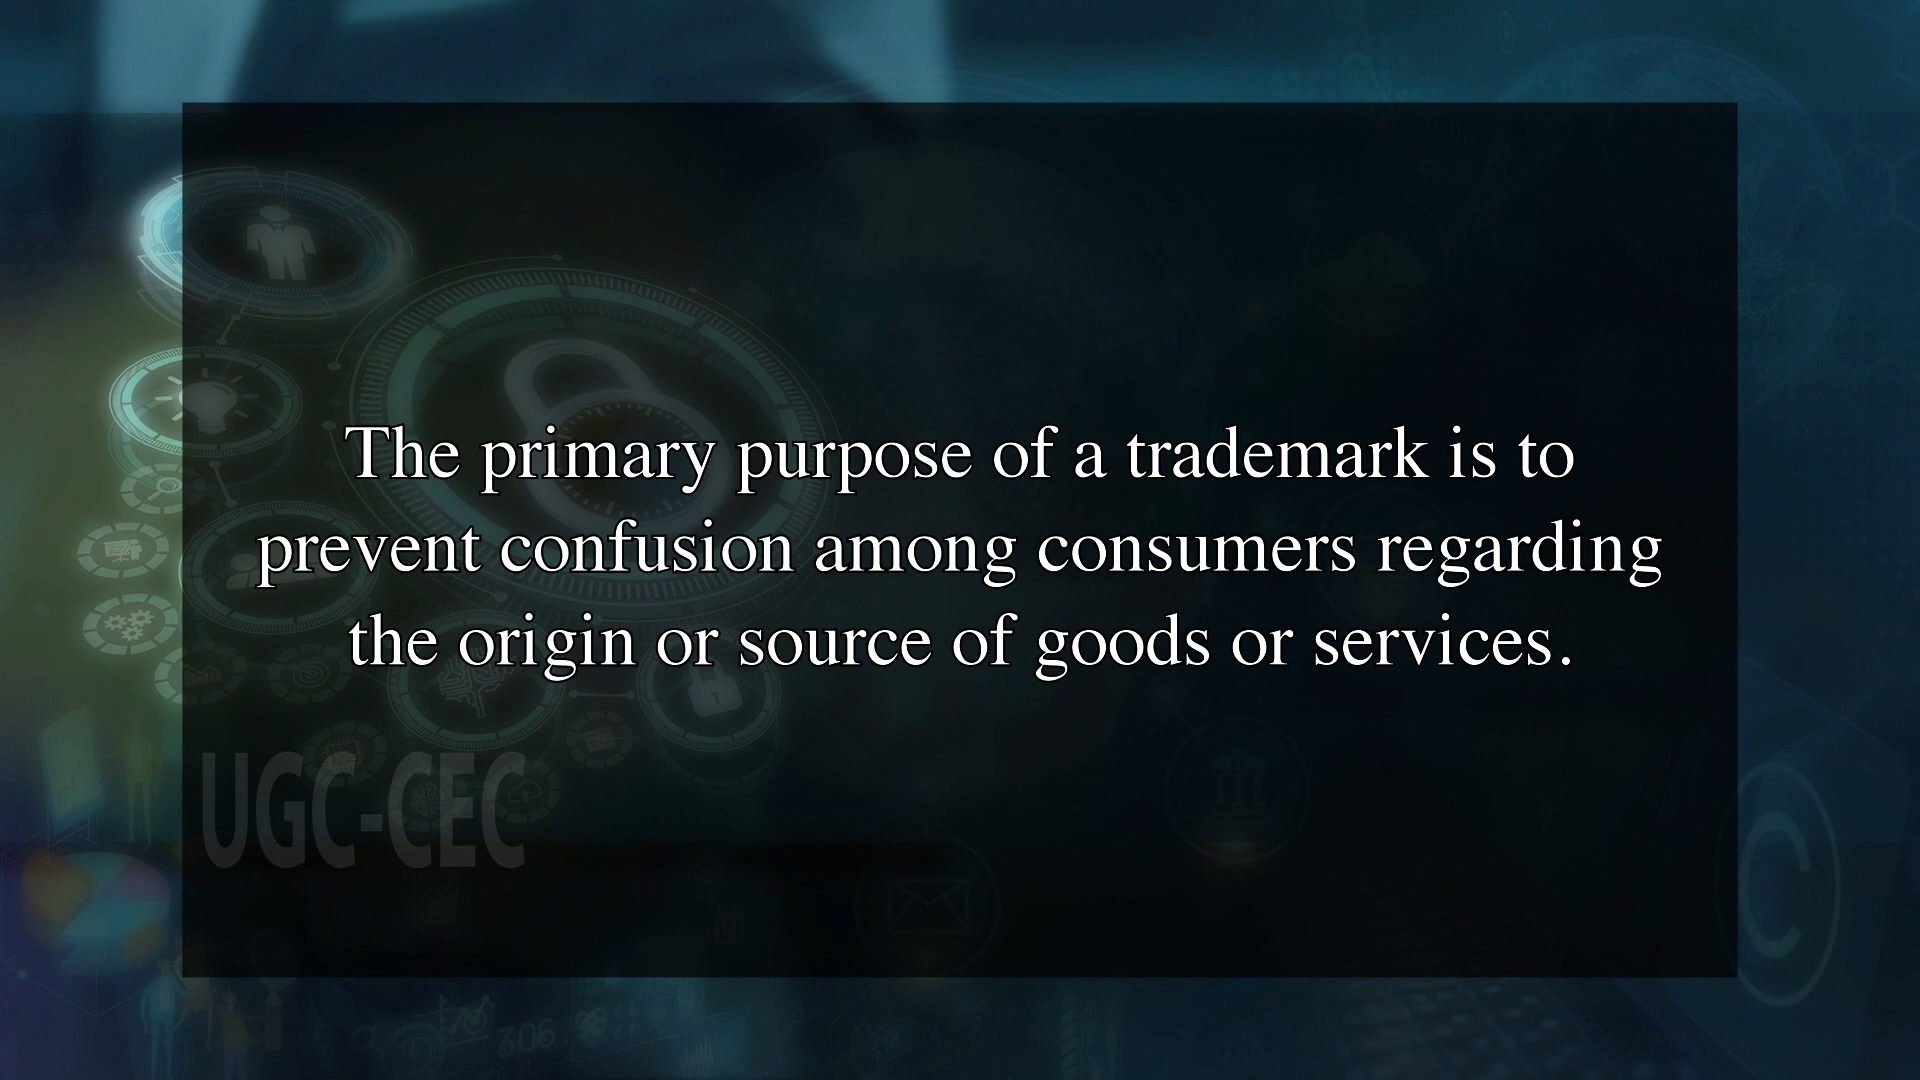 The primary purpose of a trademark is to
prevent confusion among consumers regarding
the origin or source of goods or services.
UGC-CEC
306.